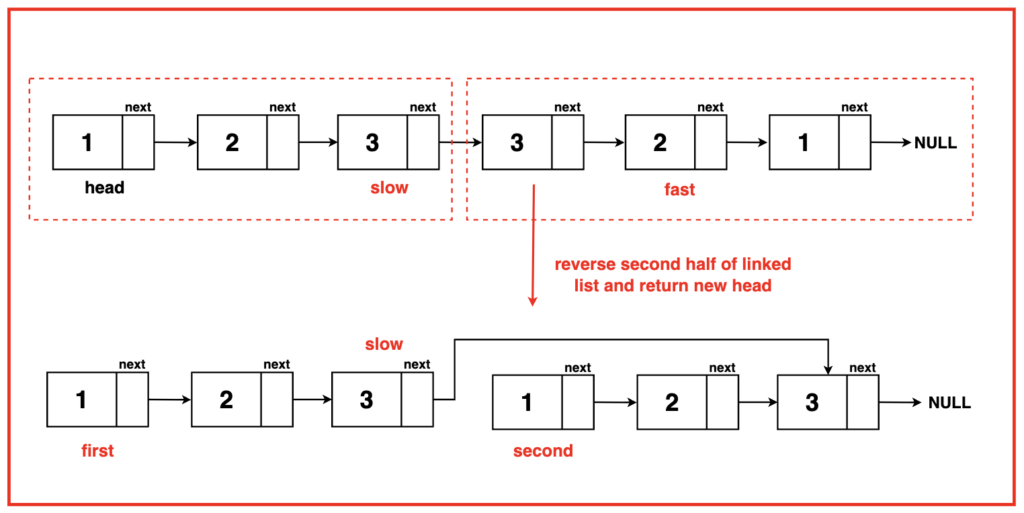 next next next next next next
1 2 3 3 2 1 NULL
head slow fast
reverse second half of linked
list and return new head
slow
next next next next next next
1 2 3 1 2 3 NULL
first second